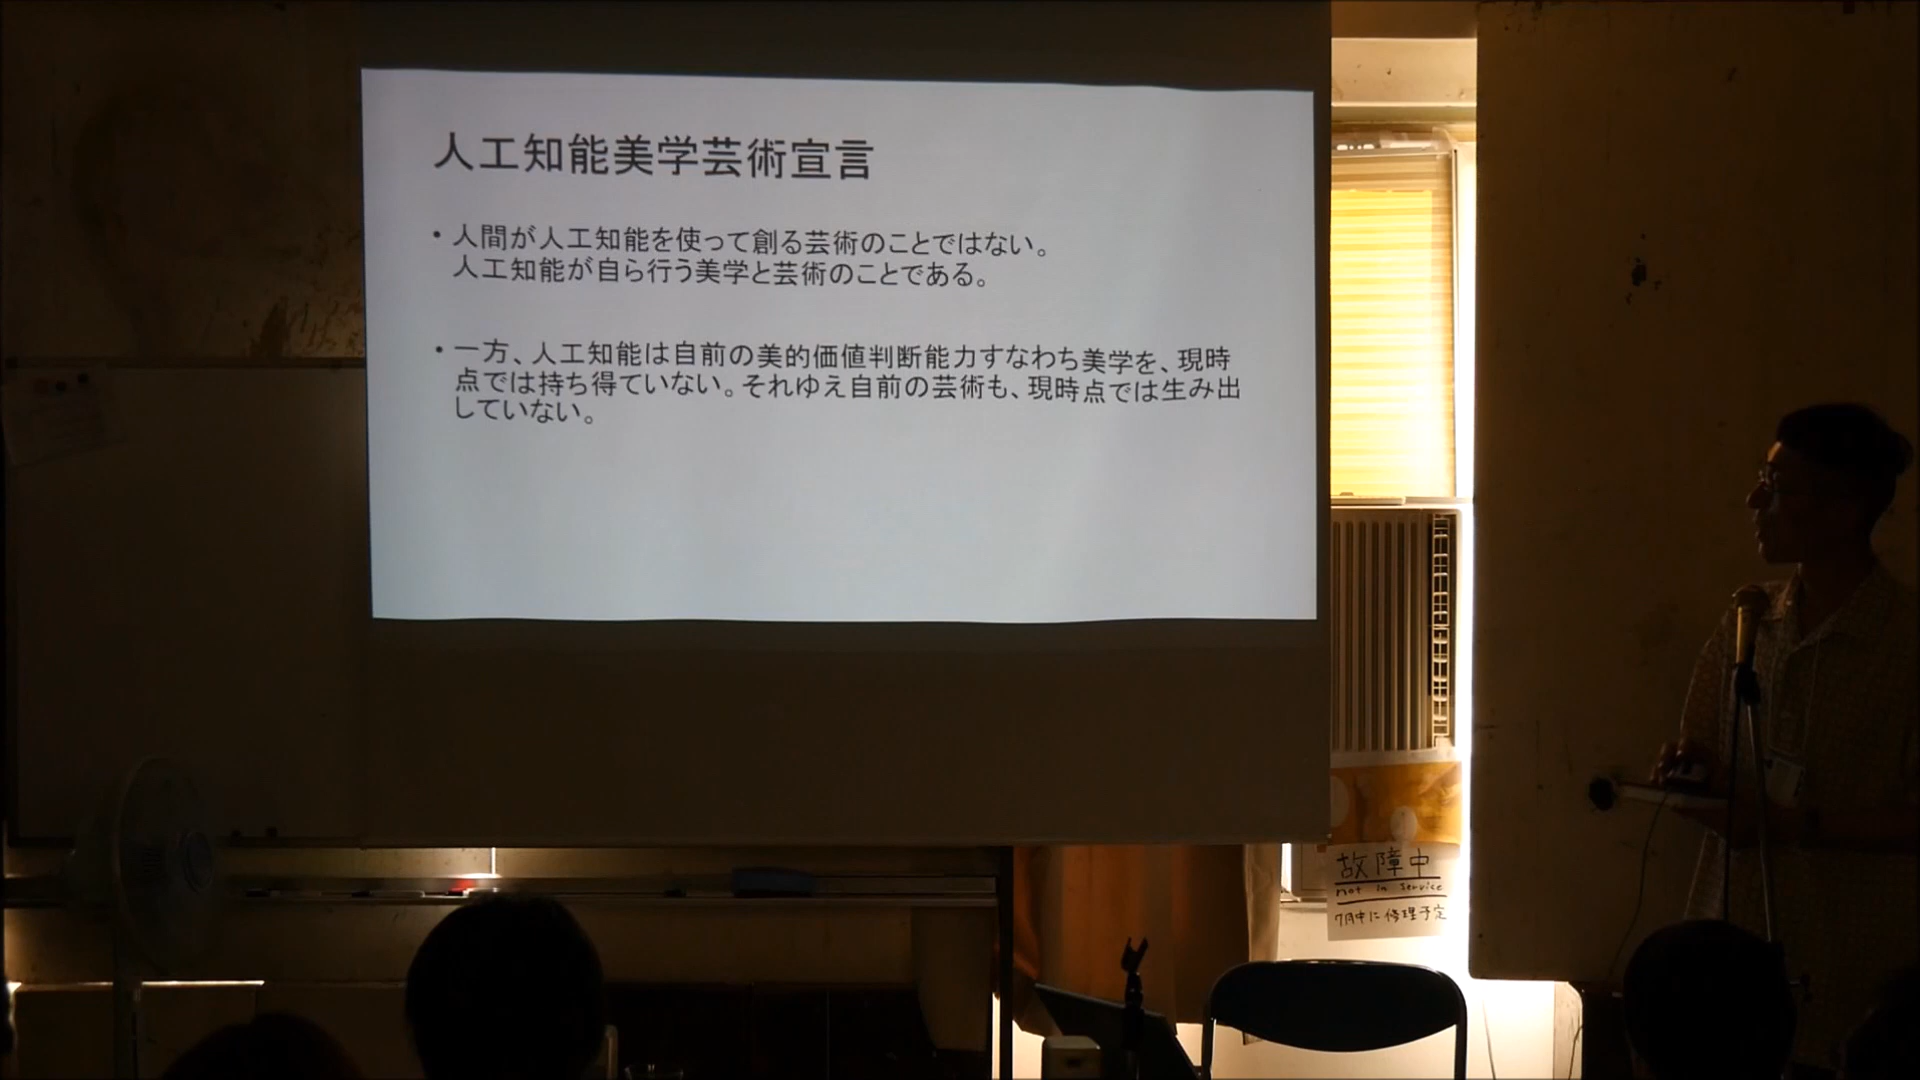 人工知能美学芸術宣言
・人間が人工知能を使って創る芸術のことではない。
人工知能が自ら行う美学と芸術のことである。
・一方、人工知能は自前の美的価値判断能力すなわち美学を、現時
点では持ち得ていない。それゆえ自前の芸術も、現時点では生み出
していない。
故障中
not in service
7月中に修理予定